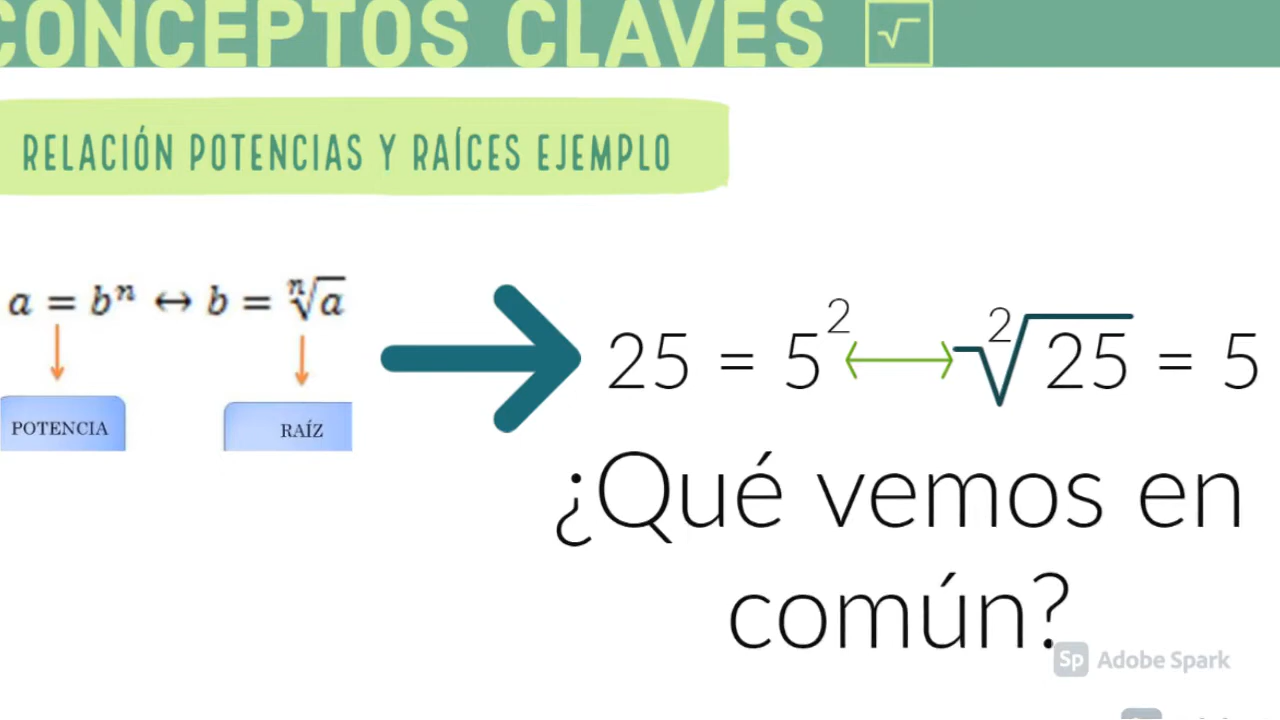 CONCEPTOS CLAVES √
RELACIÓN POTENCIAS Y RAÍCES EJEMPLO
a = bⁿ ↔ b = ⁿ√a
POTENCIA
RAÍZ
25 = 5² ↔ ²√25 = 5
¿Qué vemos en
común?
Sp Adobe Spark